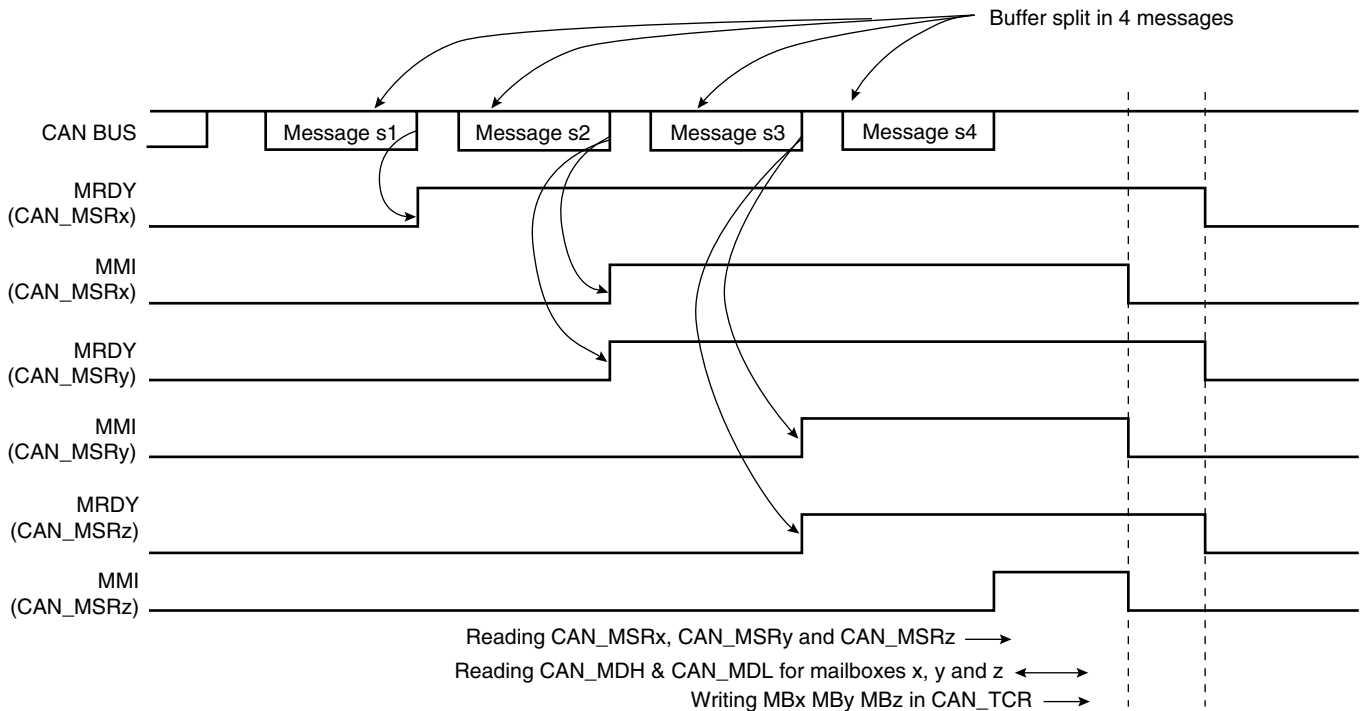 Buffer split in 4 messages
CAN BUS
Message s1
Message s2
Message s3
Message s4
MRDY
(CAN_MSRx)
MMI
(CAN_MSRx)
MRDY
(CAN_MSRy)
MMI
(CAN_MSRy)
MRDY
(CAN_MSRz)
MMI
(CAN_MSRz)
Reading CAN_MSRx, CAN_MSRy and CAN_MSRz
Reading CAN_MDH & CAN_MDL for mailboxes x, y and z
Writing MBx MBy MBz in CAN_TCR